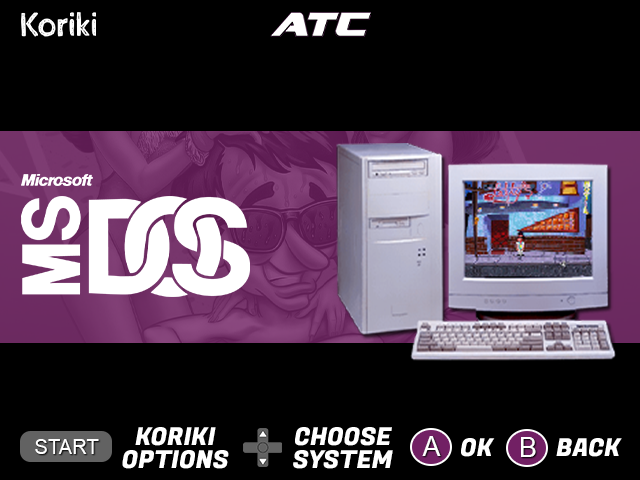 Koriki
ATC
Microsoft
MS
DOS
START
KORIKI
OPTIONS
CHOOSE
SYSTEM
A OK
B BACK